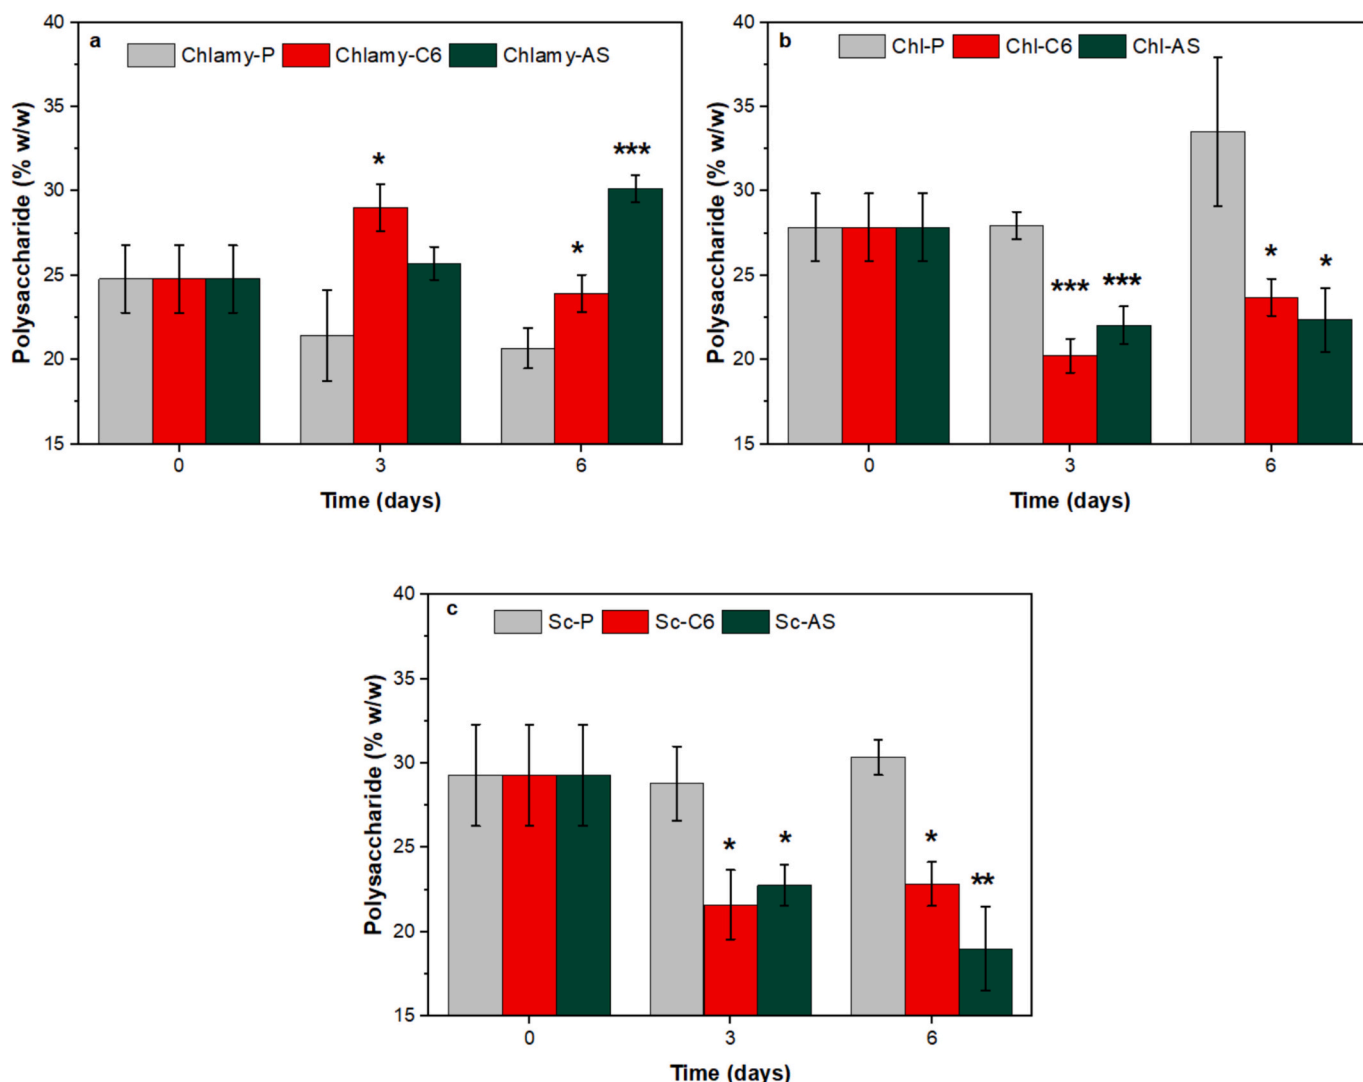 a
Chlamy-P Chlamy-C6 Chlamy-AS
40
35
30
25
20
15
*
*
***
0 3 6
Polysaccharide (% w/w)
Time (days)
b
Chl-P Chl-C6 Chl-AS
40
35
30
25
20
15
*** ***
* *
0 3 6
Polysaccharide (% w/w)
Time (days)
c
Sc-P Sc-C6 Sc-AS
40
35
30
25
20
15
* *
* **
0 3 6
Polysaccharide (% w/w)
Time (days)